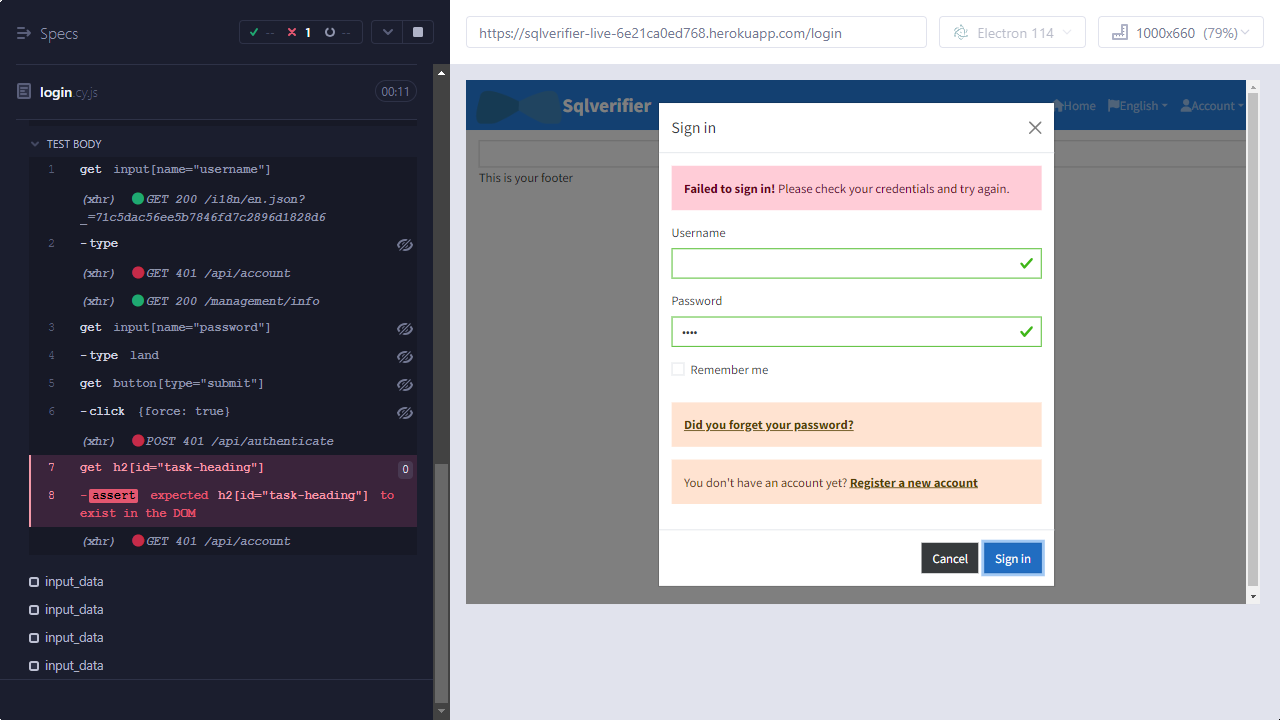 Specs
-- 1 --
login.cy.js 00:11
TEST BODY
1 get input[name="username"]
(xhr) GET 200 /i18n/en.json?
_=71c5dac56ee5b7846fd7c2896d1828d6
2 -type
(xhr) GET 401 /api/account
(xhr) GET 200 /management/info
3 get input[name="password"]
4 -type land
5 get button[type="submit"]
6 -click {force: true}
(xhr) POST 401 /api/authenticate
7 get h2[id="task-heading"] 0
8 -assert expected h2[id="task-heading"] to
exist in the DOM
(xhr) GET 401 /api/account
input_data
input_data
input_data
input_data
https://sqlverifier-live-6e21ca0ed768.herokuapp.com/login
Electron 114
1000x660 (79%)
Sqlverifier
Home English Account
This is your footer
Sign in
Failed to sign in! Please check your credentials and try again.
Username
Password
••••
Remember me
Did you forget your password?
You don't have an account yet? Register a new account
Cancel Sign in